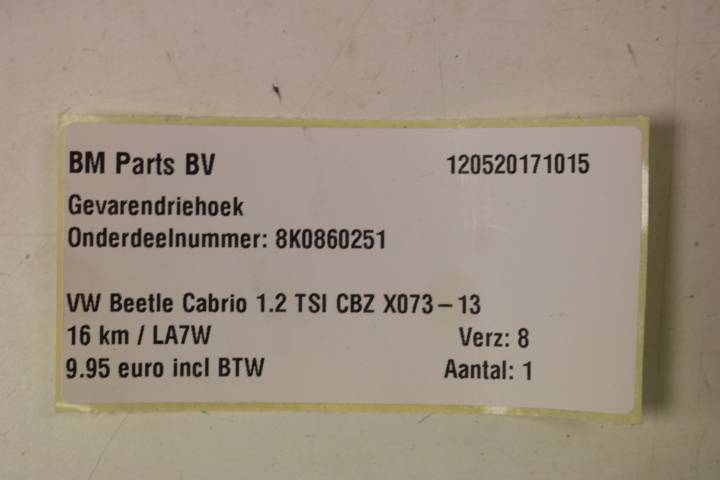 BM Parts BV 120520171015
Gevarendriehoek
Onderdeelnummer: 8K0860251
VW Beetle Cabrio 1.2 TSI CBZ X073-13
16 km / LA7W Verz: 8
9.95 euro incl BTW Aantal: 1